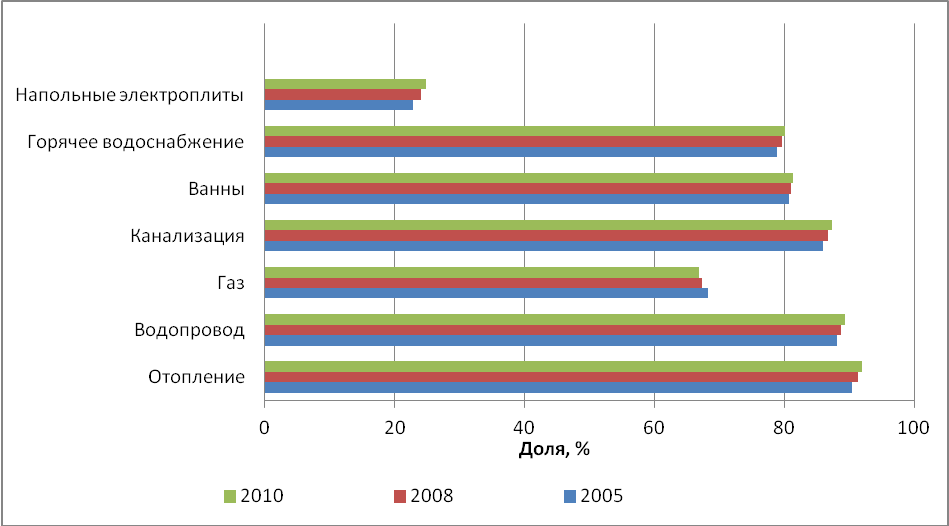 Напольные электроплиты
Горячее водоснабжение
Ванны
Канализация
Газ
Водопровод
Отопление
0 20 40 60 80 100
Доля, %
2010 2008 2005